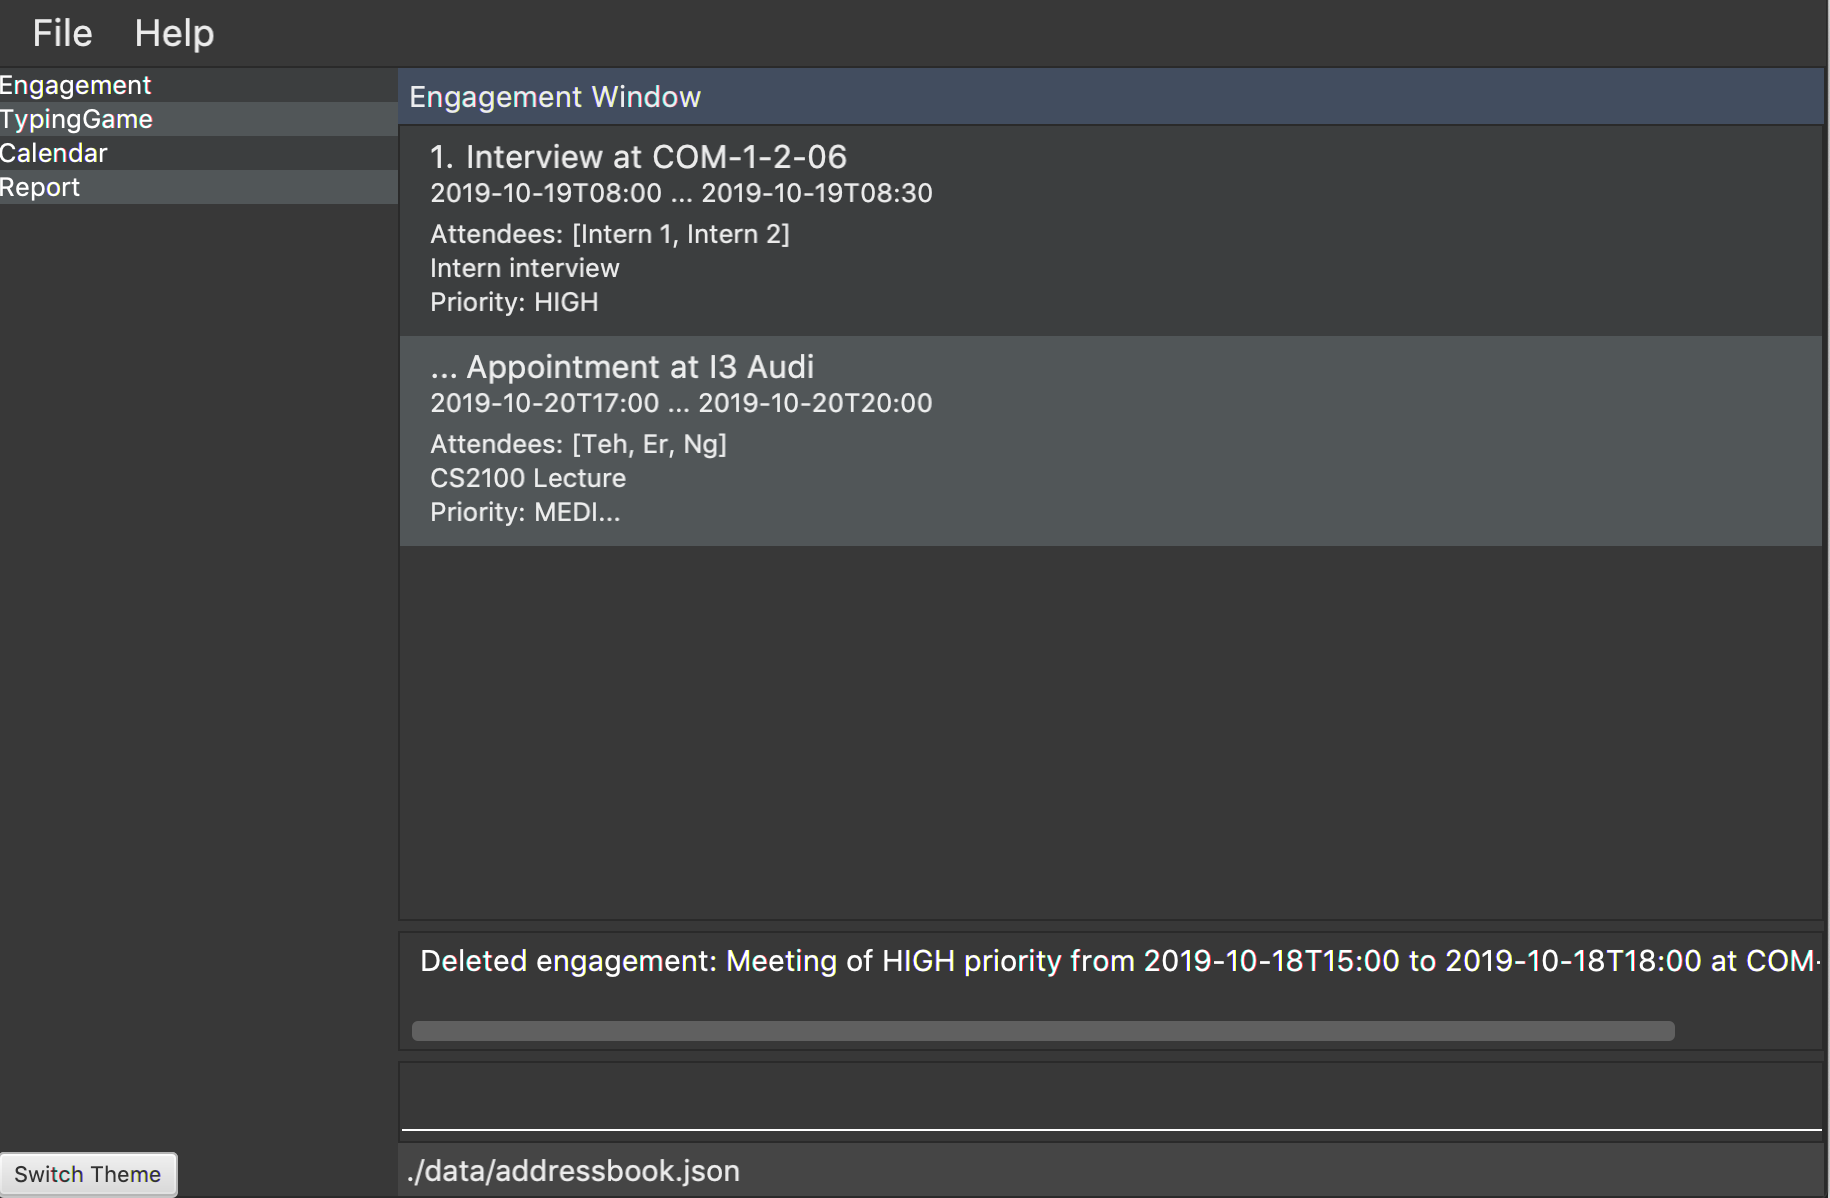 File Help
Engagement
TypingGame
Calendar
Report
Engagement Window
1. Interview at COM-1-2-06
2019-10-19T08:00 ... 2019-10-19T08:30
Attendees: [Intern 1, Intern 2]
Intern interview
Priority: HIGH
... Appointment at I3 Audi
2019-10-20T17:00 ... 2019-10-20T20:00
Attendees: [Teh, Er, Ng]
CS2100 Lecture
Priority: MEDI...
Deleted engagement: Meeting of HIGH priority from 2019-10-18T15:00 to 2019-10-18T18:00 at COM-
Switch Theme
./data/addressbook.json